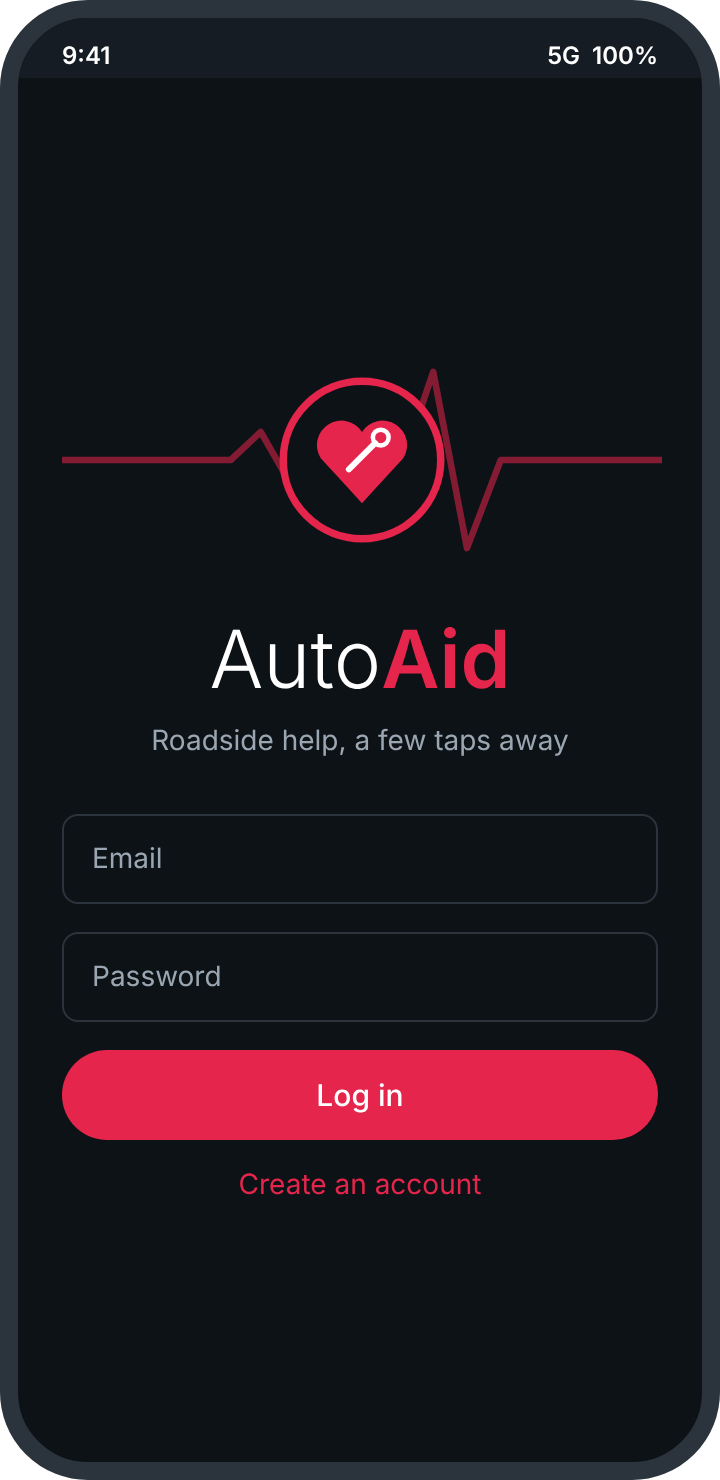 9:41 5G 100%
AutoAid
Roadside help, a few taps away
Email
Password
Log in
Create an account